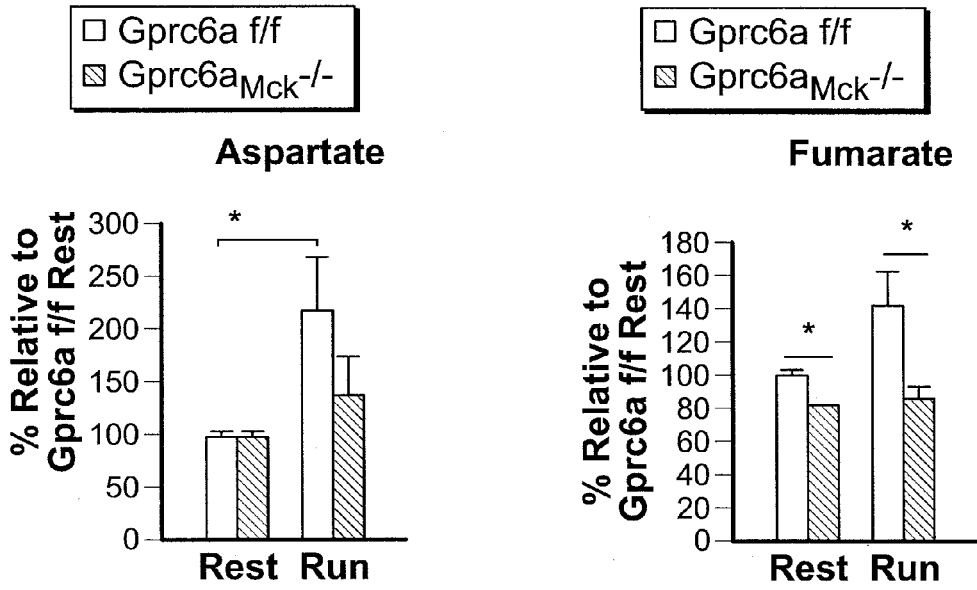 Gprc6a f/f
Gprc6aMck-/-
Aspartate
% Relative to
Gprc6a f/f Rest
300
250
200
150
100
50
0
*
Rest Run
Gprc6a f/f
Gprc6aMck-/-
Fumarate
% Relative to
Gprc6a f/f Rest
180
160
140
120
100
80
60
40
20
0
*
*
Rest Run